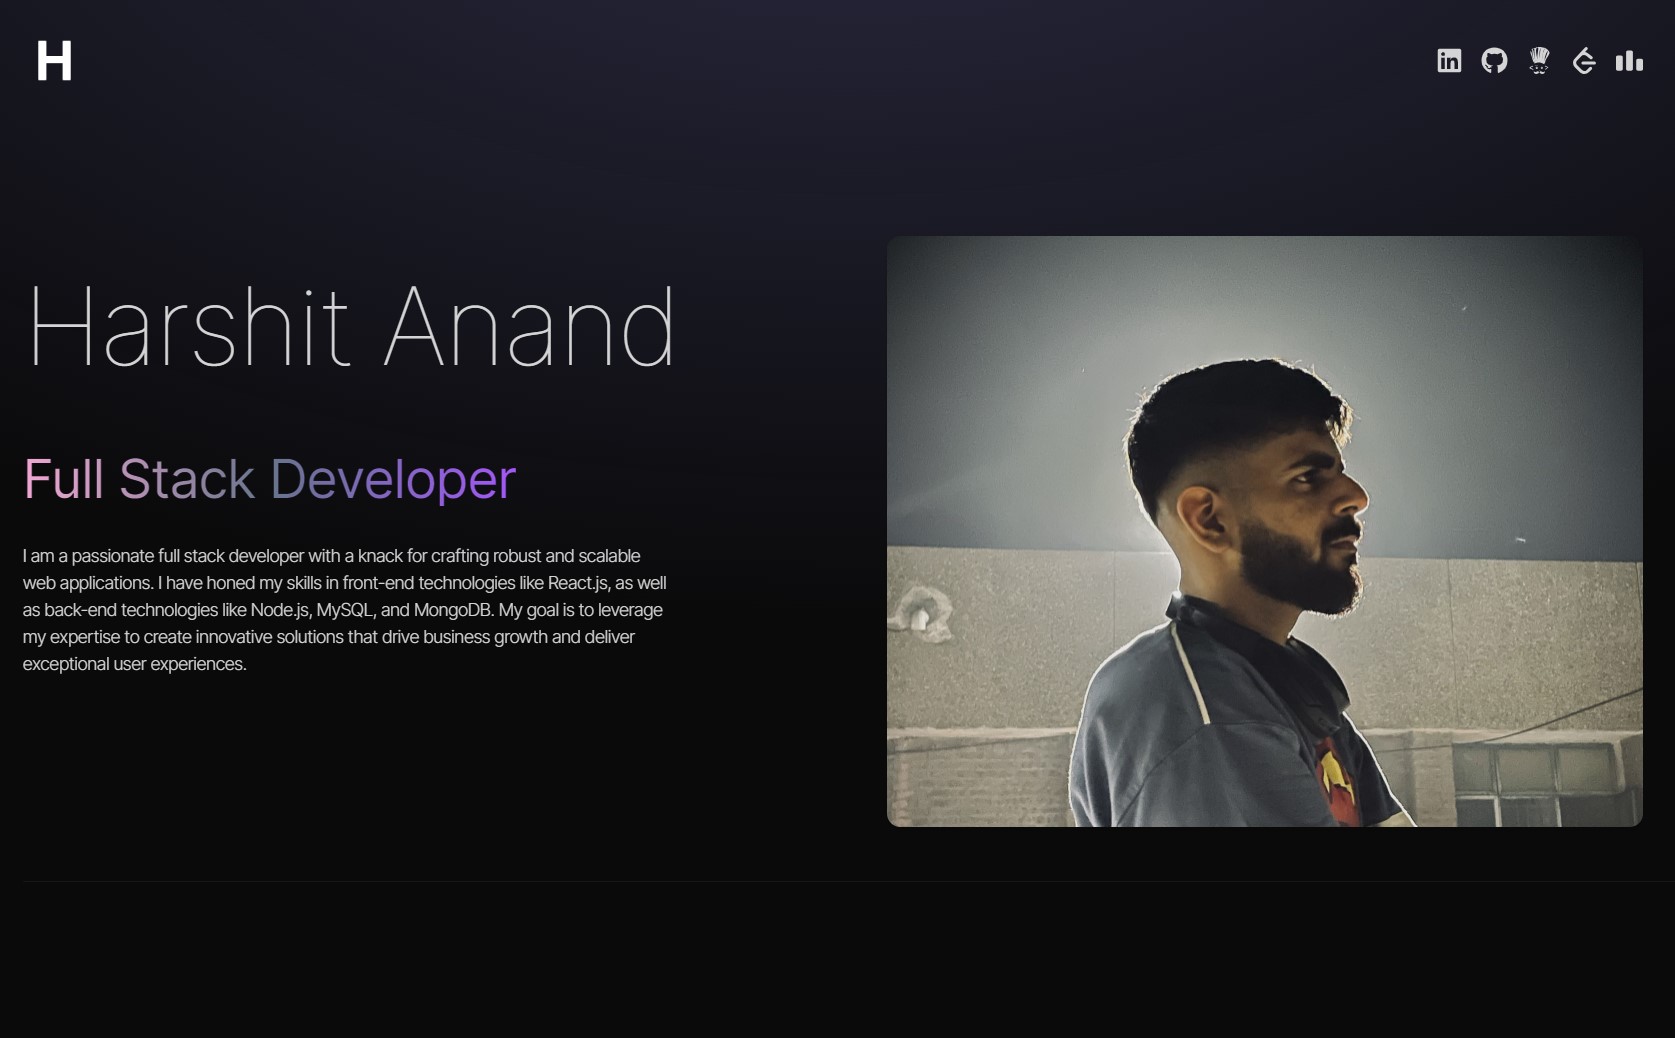 H
Harshit Anand
Full Stack Developer
I am a passionate full stack developer with a knack for crafting robust and scalable
web applications. I have honed my skills in front-end technologies like React.js, as well
as back-end technologies like Node.js, MySQL, and MongoDB. My goal is to leverage
my expertise to create innovative solutions that drive business growth and deliver
exceptional user experiences.